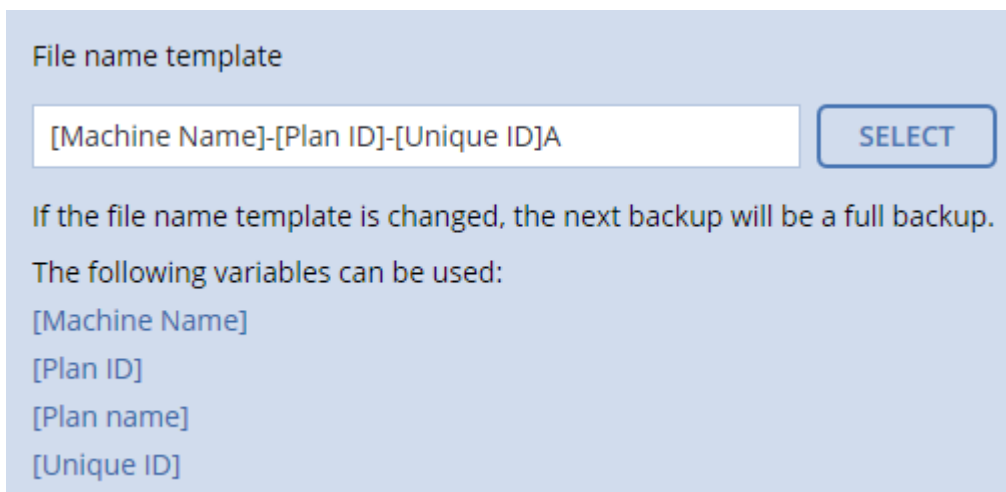 File name template
[Machine Name]-[Plan ID]-[Unique ID]A
SELECT
If the file name template is changed, the next backup will be a full backup.
The following variables can be used:
[Machine Name]
[Plan ID]
[Plan name]
[Unique ID]